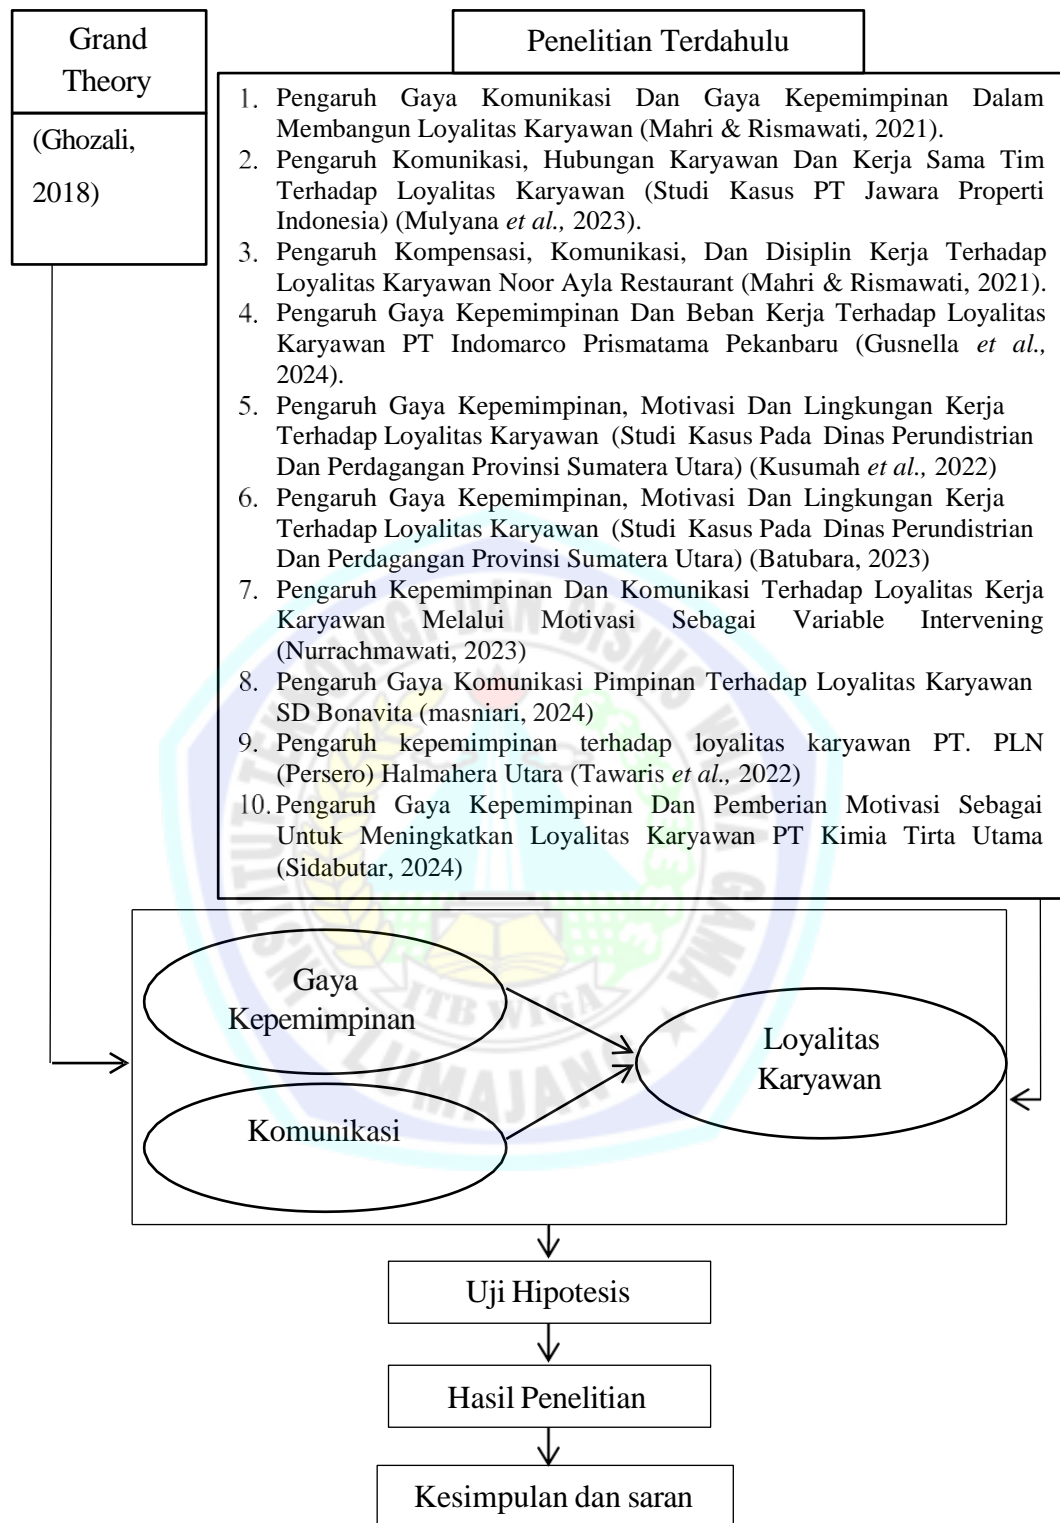 Grand
Theory
(Ghozali,
2018)
Penelitian Terdahulu
1. Pengaruh Gaya Komunikasi Dan Gaya Kepemimpinan Dalam
Membangun Loyalitas Karyawan (Mahri & Rismawati, 2021).
2. Pengaruh Komunikasi, Hubungan Karyawan Dan Kerja Sama Tim
Terhadap Loyalitas Karyawan (Studi Kasus PT Jawara Properti
Indonesia) (Mulyana et al., 2023).
3. Pengaruh Kompensasi, Komunikasi, Dan Disiplin Kerja Terhadap
Loyalitas Karyawan Noor Ayla Restaurant (Mahri & Rismawati, 2021).
4. Pengaruh Gaya Kepemimpinan Dan Beban Kerja Terhadap Loyalitas
Karyawan PT Indomarco Prismatama Pekanbaru (Gusnella et al.,
2024).
5. Pengaruh Gaya Kepemimpinan, Motivasi Dan Lingkungan Kerja
Terhadap Loyalitas Karyawan (Studi Kasus Pada Dinas Perundistrian
Dan Perdagangan Provinsi Sumatera Utara) (Kusumah et al., 2022)
6. Pengaruh Gaya Kepemimpinan, Motivasi Dan Lingkungan Kerja
Terhadap Loyalitas Karyawan (Studi Kasus Pada Dinas Perundistrian
Dan Perdagangan Provinsi Sumatera Utara) (Batubara, 2023)
7. Pengaruh Kepemimpinan Dan Komunikasi Terhadap Loyalitas Kerja
Karyawan Melalui Motivasi Sebagai Variable Intervening
(Nurrachmawati, 2023)
8. Pengaruh Gaya Komunikasi Pimpinan Terhadap Loyalitas Karyawan
SD Bonavita (masniari, 2024)
9. Pengaruh kepemimpinan terhadap loyalitas karyawan PT. PLN
(Persero) Halmahera Utara (Tawaris et al., 2022)
10. Pengaruh Gaya Kepemimpinan Dan Pemberian Motivasi Sebagai
Untuk Meningkatkan Loyalitas Karyawan PT Kimia Tirta Utama
(Sidabutar, 2024)
INSTITUT TEKNOLOGI DAN BISNIS WIDYA GAMA
ITB WIGA
LUMAJANG
Gaya
Kepemimpinan
Komunikasi
Loyalitas
Karyawan
Uji Hipotesis
Hasil Penelitian
Kesimpulan dan saran